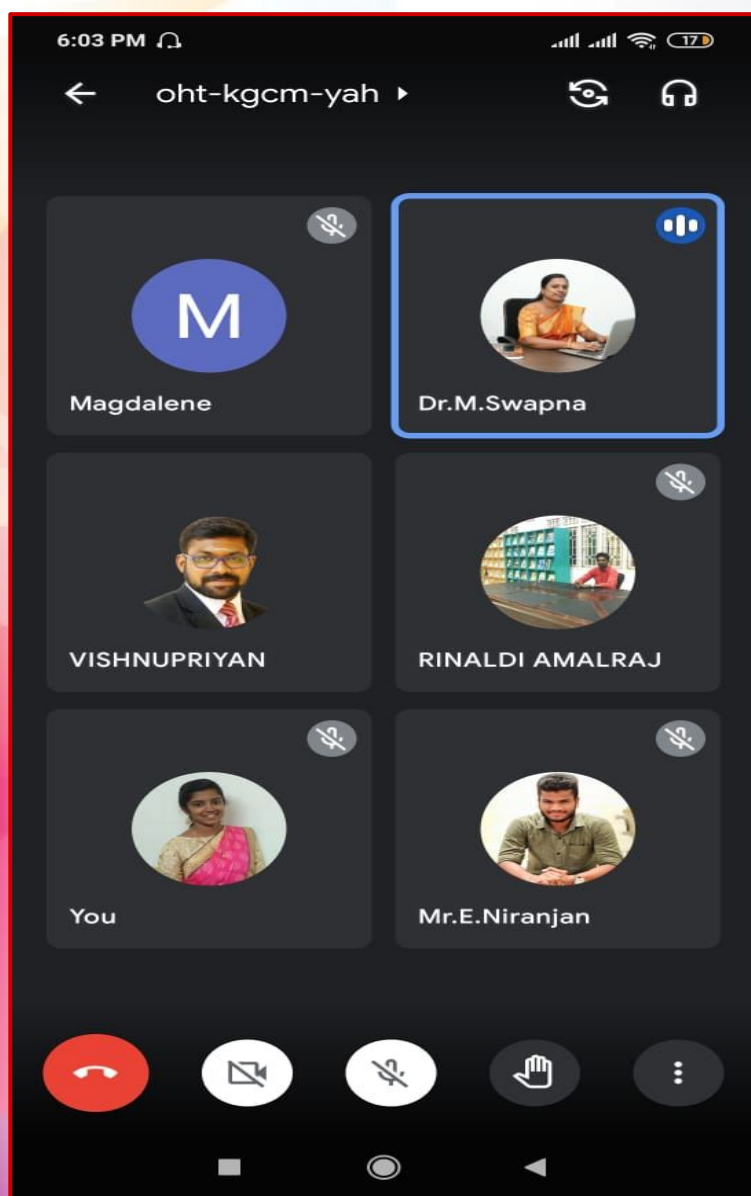 6:03 PM 17
oht-kgcm-yah
M
Magdalene
Dr.M.Swapna
VISHNUPRIYAN
RINALDI AMALRAJ
You
Mr.E.Niranjan